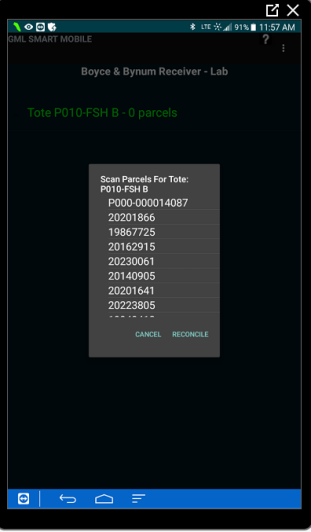 LTE 91% 11:57 AM
GML SMART MOBILE ?
Boyce & Bynum Receiver - Lab
Tote P010-FSH B - 0 parcels
Scan Parcels For Tote:
P010-FSH B
P000-000014087
20201866
19867725
20162915
20230061
20140905
20201641
20223805
CANCEL RECONCILE